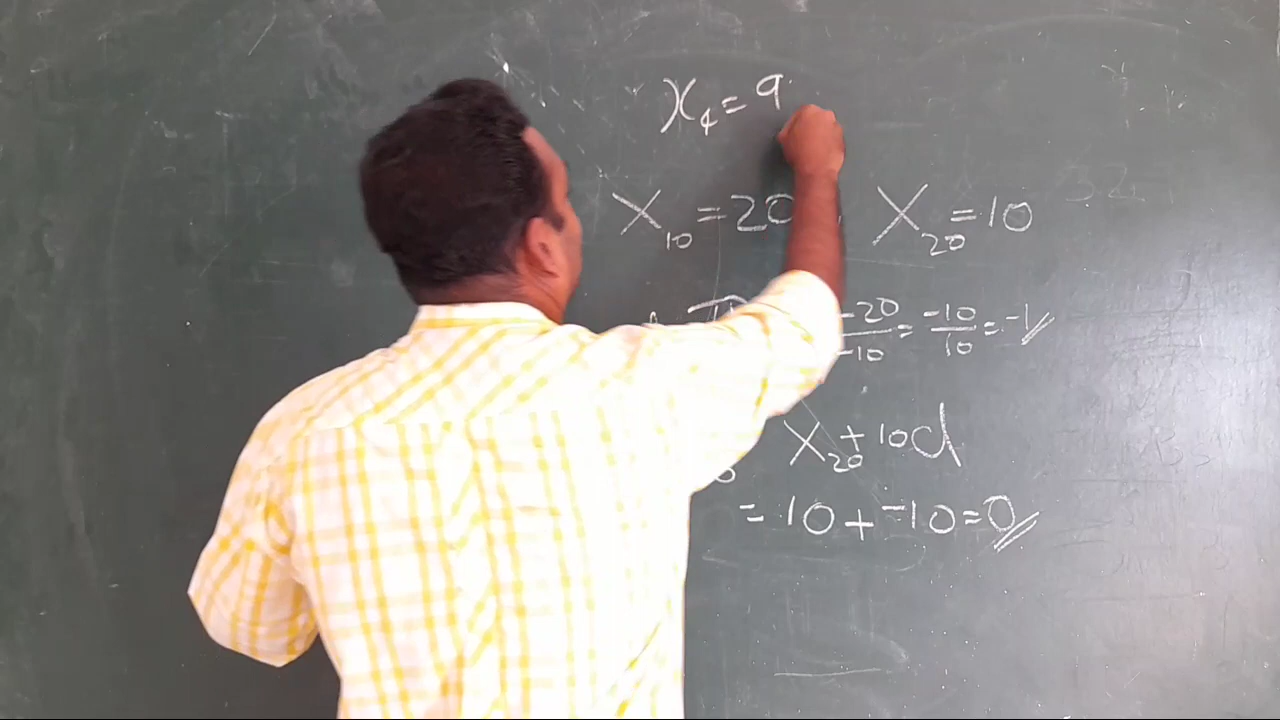 x₄ = 9
X₁₀ = 20 X₂₀ = 10
-20/-10 = -10/10 = -1
X₂₀ + 10d
= 10 + -10 = 0